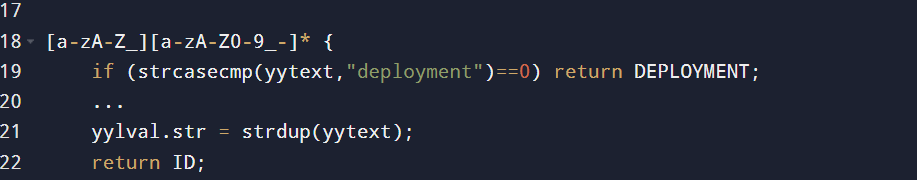 17
18 [a-zA-Z_][a-zA-Z0-9_-]* {
19     if (strcasecmp(yytext,"deployment")==0) return DEPLOYMENT;
20     ...
21     yylval.str = strdup(yytext);
22     return ID;